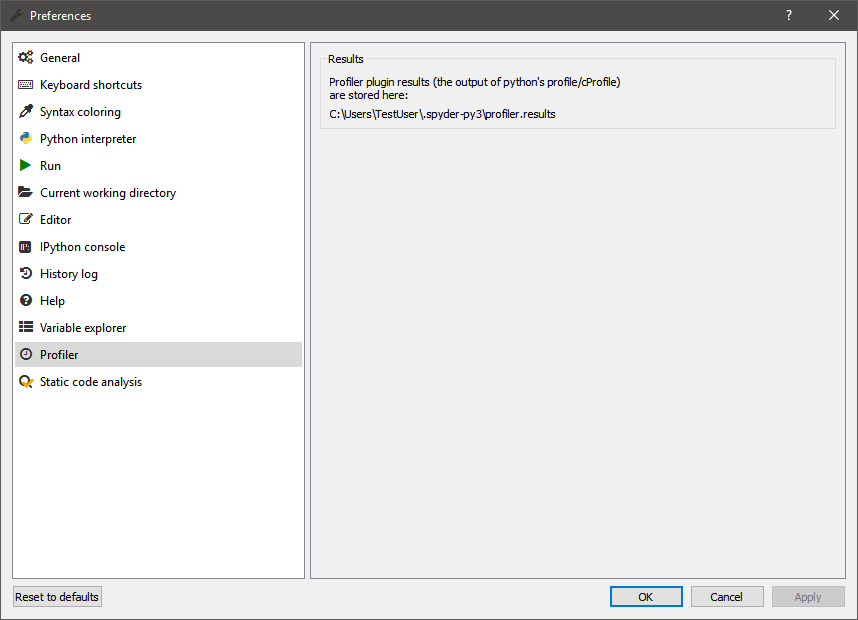 Preferences
?
General
Keyboard shortcuts
Syntax coloring
Python interpreter
Run
Current working directory
Editor
IPython console
History log
Help
Variable explorer
Profiler
Static code analysis
Results
Profiler plugin results (the output of python's profile/cProfile)
are stored here:
C:\Users\TestUser\.spyder-py3\profiler.results
Reset to defaults
OK
Cancel
Apply